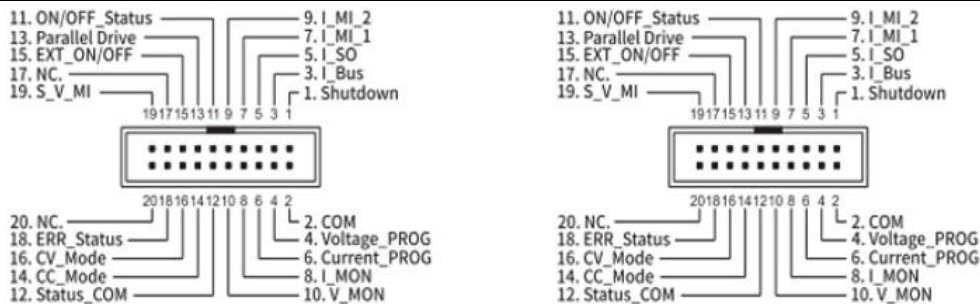 11. ON/OFF_Status 9. I_MI_2 11. ON/OFF_Status 9. I_MI_2
13. Parallel Drive 7. I_MI_1 13. Parallel Drive 7. I_MI_1
15. EXT_ON/OFF 5. I_SO 15. EXT_ON/OFF 5. I_SO
17. NC. 3. I_Bus 17. NC. 3. I_Bus
19. S_V_MI 1. Shutdown 19. S_V_MI 1. Shutdown
19 17 15 13 11 9 7 5 3 1 19 17 15 13 11 9 7 5 3 1
20 18 16 14 12 10 8 6 4 2 20 18 16 14 12 10 8 6 4 2
20. NC. 2. COM 20. NC. 2. COM
18. ERR_Status 4. Voltage_PROG 18. ERR_Status 4. Voltage_PROG
16. CV_Mode 6. Current_PROG 16. CV_Mode 6. Current_PROG
14. CC_Mode 8. I_MON 14. CC_Mode 8. I_MON
12. Status_COM 10. V_MON 12. Status_COM 10. V_MON